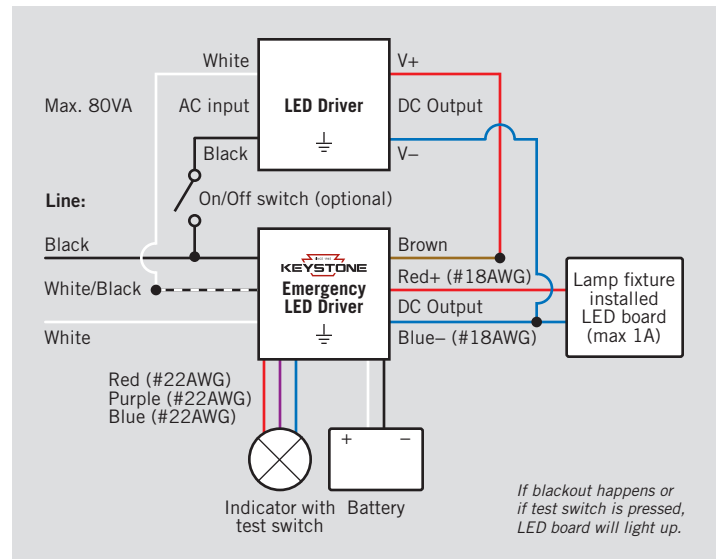 White
V+
Max. 80VA
AC input
LED Driver
DC Output
Black
V–
Line:
On/Off switch (optional)
Black
KEYSTONE
Brown
White/Black
Emergency
LED Driver
Red+ (#18AWG)
DC Output
Blue– (#18AWG)
White
Lamp fixture
installed
LED board
(max 1A)
Red (#22AWG)
Purple (#22AWG)
Blue (#22AWG)
+ –
Indicator with
test switch
Battery
If blackout happens or
if test switch is pressed,
LED board will light up.